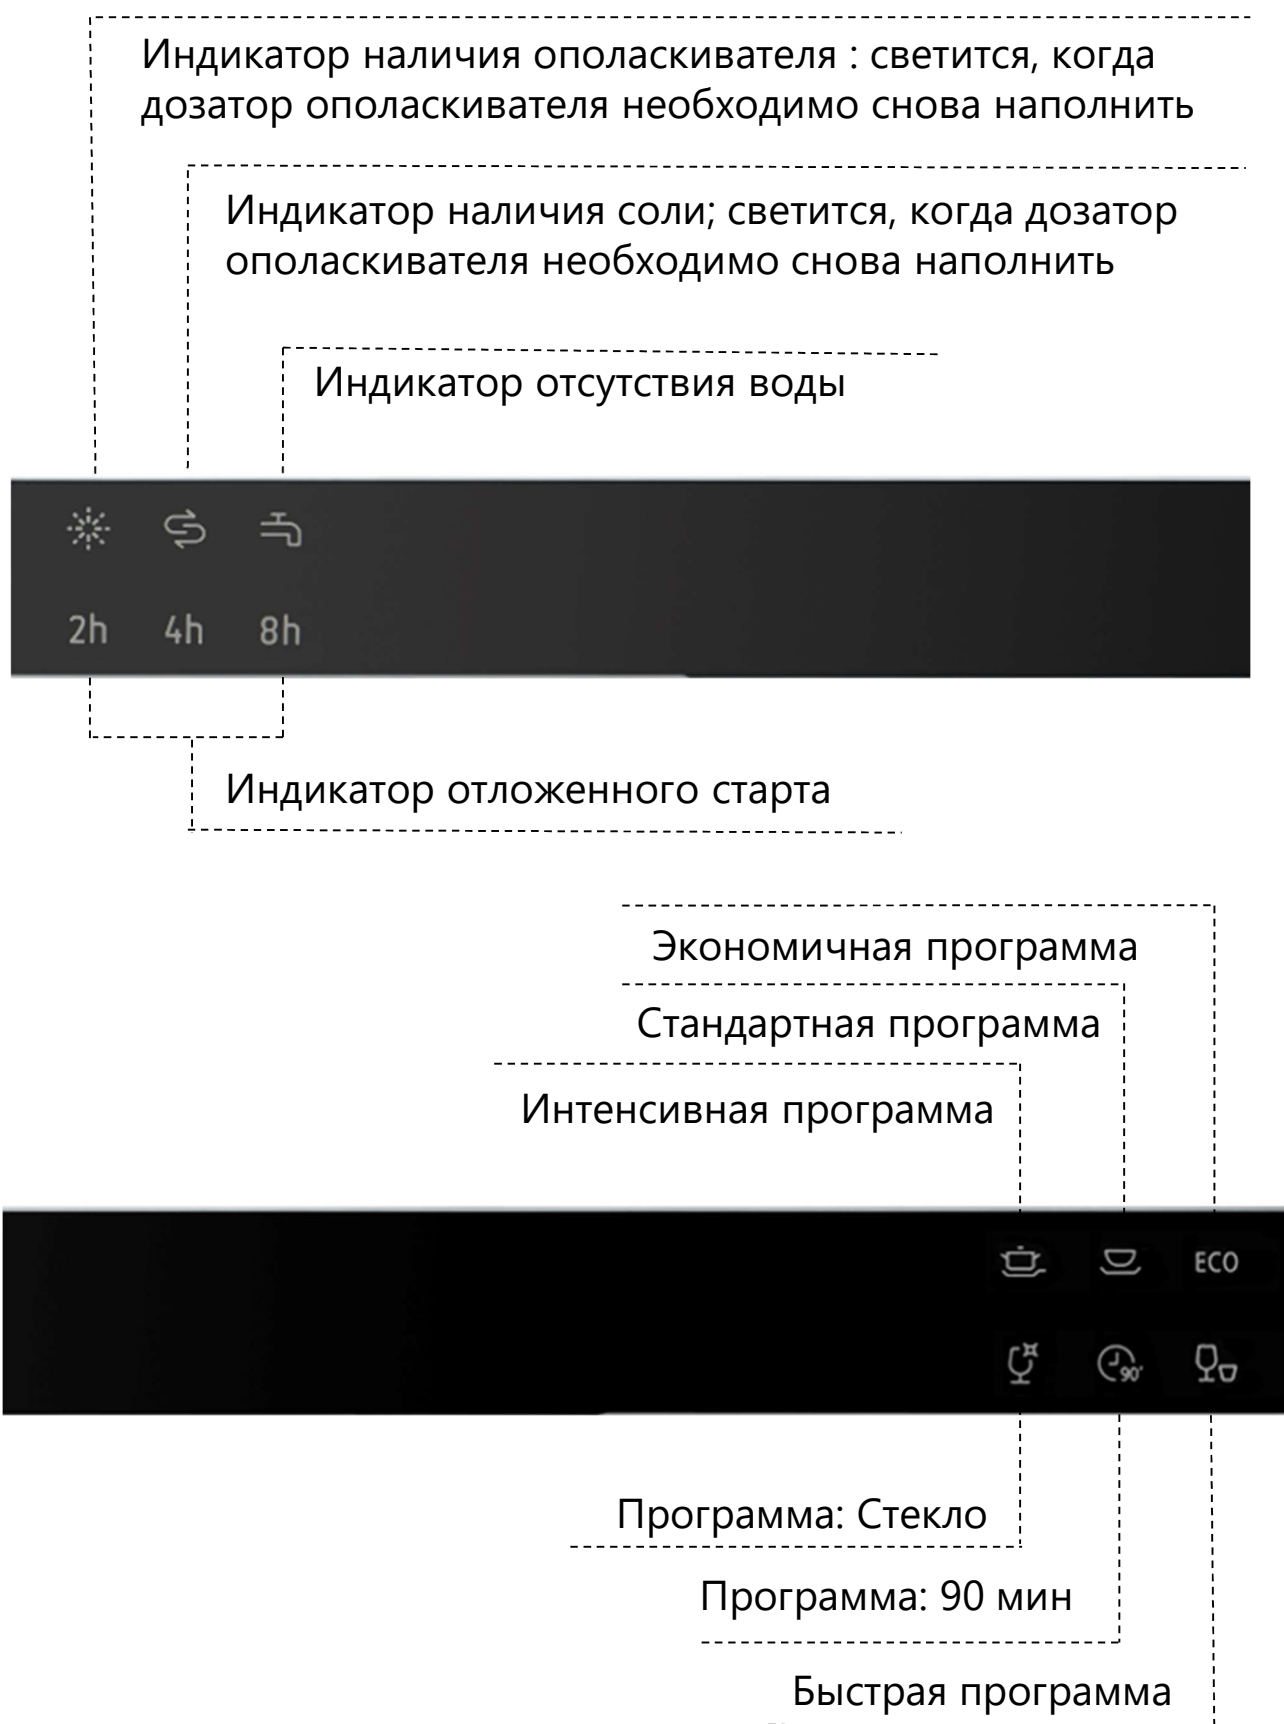 Индикатор наличия ополаскивателя : светится, когда
дозатор ополаскивателя необходимо снова наполнить
Индикатор наличия соли; светится, когда дозатор
ополаскивателя необходимо снова наполнить
Индикатор отсутствия воды
2h 4h 8h
Индикатор отложенного старта
Экономичная программа
Стандартная программа
Интенсивная программа
ECO
90'
Программа: Стекло
Программа: 90 мин
Быстрая программа